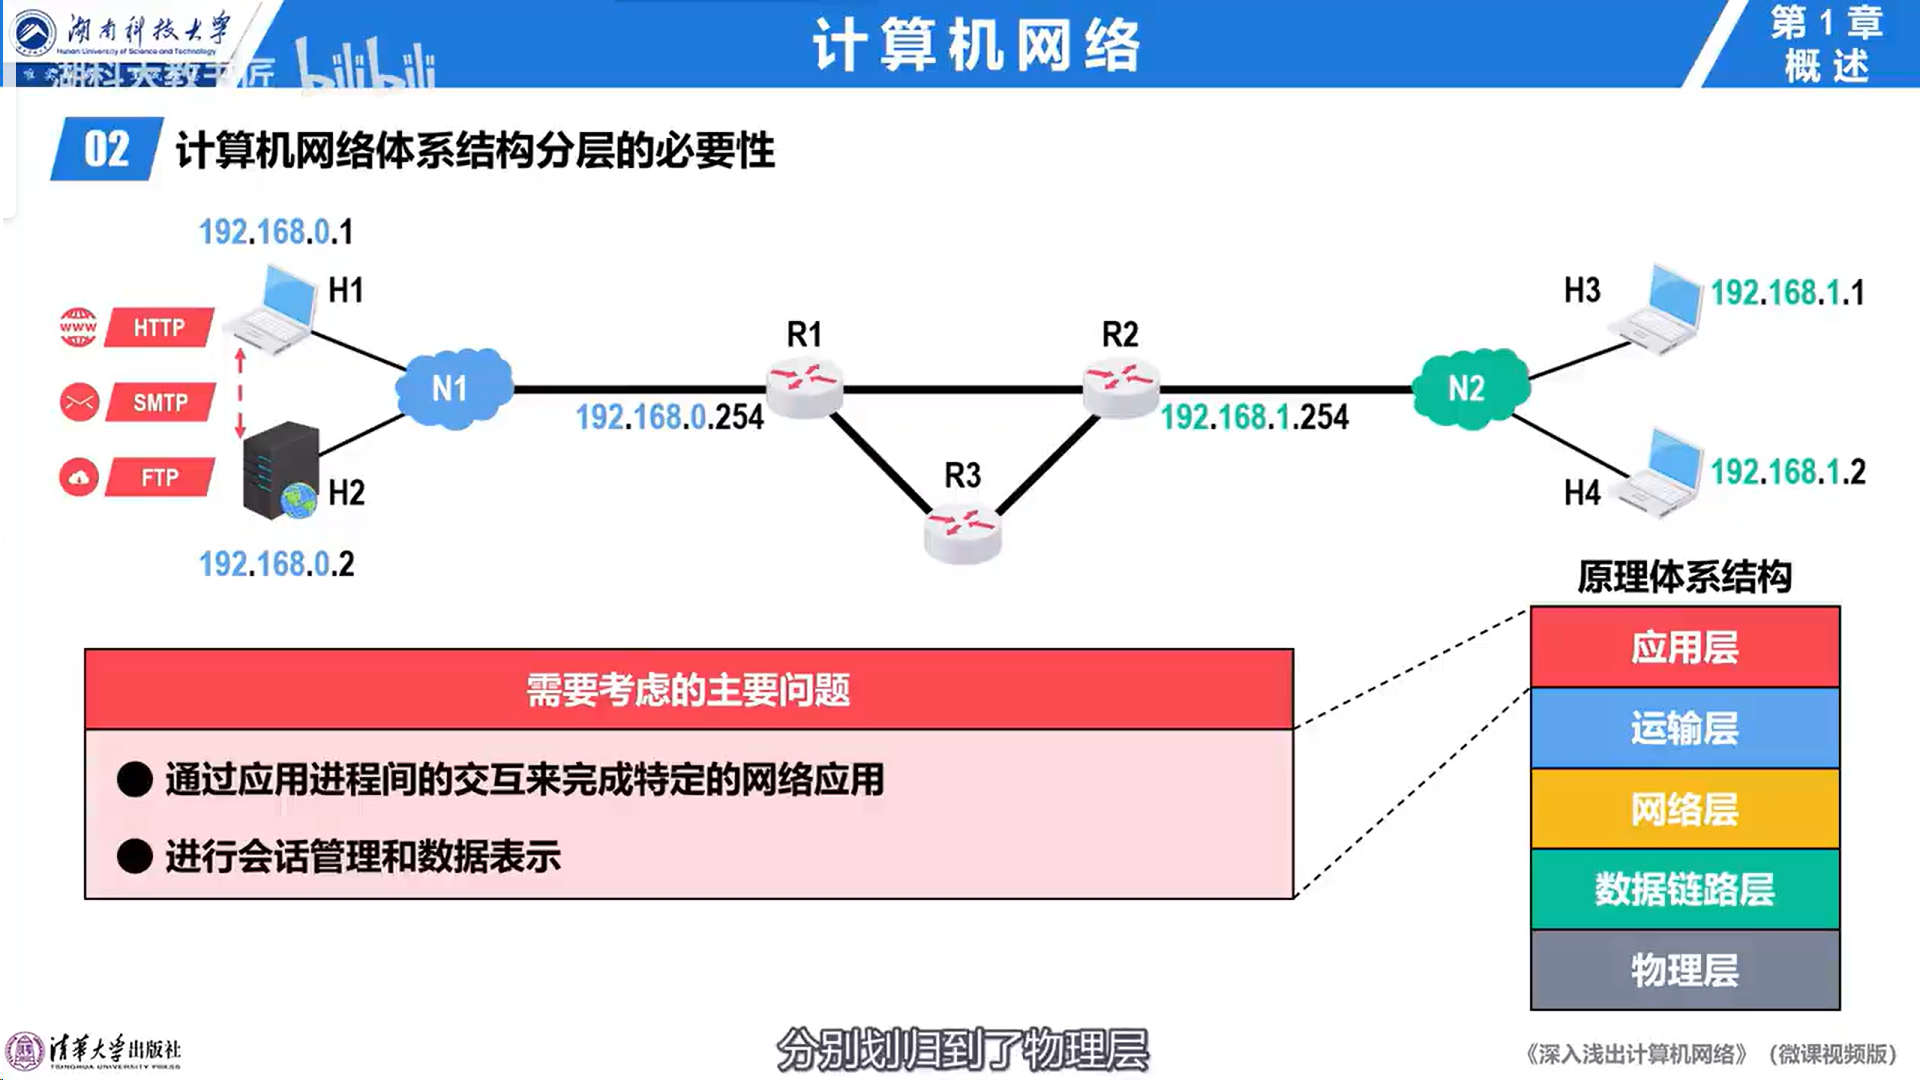 湖南科技大学
Hunan University of Science and Technology
湖科大教书匠 bilibili
计算机网络
第1章
概述
02 计算机网络体系结构分层的必要性
192.168.0.1
H1
H3
192.168.1.1
WWW HTTP
R1
R2
SMTP
N1
N2
192.168.0.254
192.168.1.254
FTP
H2
R3
H4
192.168.1.2
192.168.0.2
原理体系结构
应用层
运输层
网络层
数据链路层
物理层
需要考虑的主要问题
● 通过应用进程间的交互来完成特定的网络应用
● 进行会话管理和数据表示
分别划归到了物理层
清华大学出版社
TSINGHUA UNIVERSITY PRESS
《深入浅出计算机网络》（微课视频版）